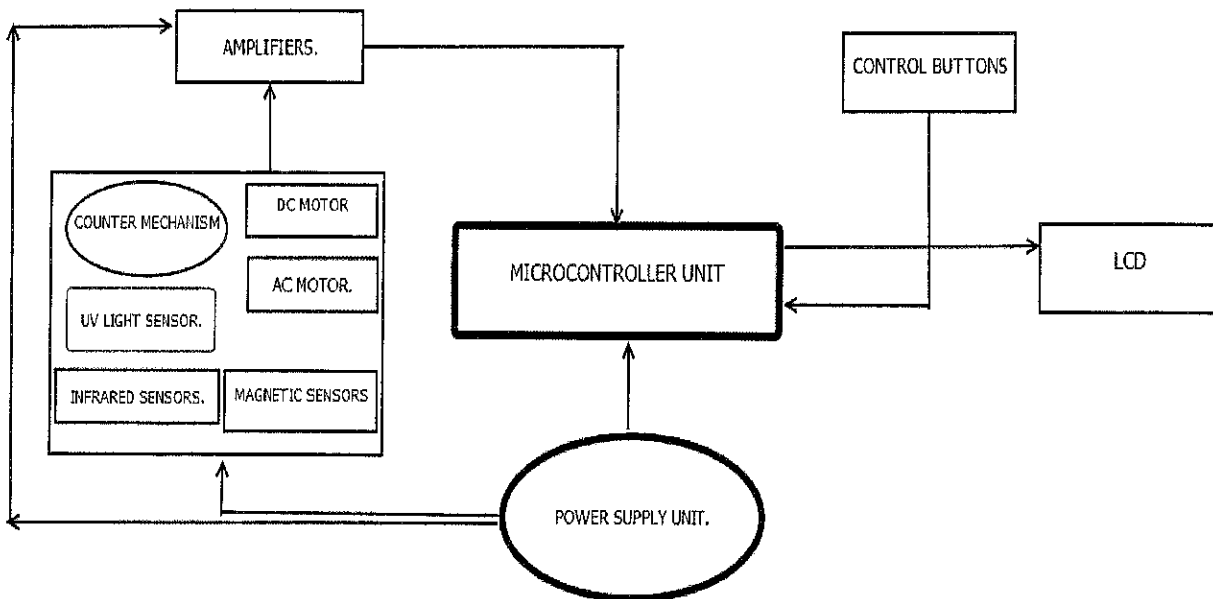 AMPLIFIERS.
CONTROL BUTTONS
COUNTER MECHANISM
DC MOTOR
AC MOTOR.
UV LIGHT SENSOR.
INFRARED SENSORS.
MAGNETIC SENSORS
MICROCONTROLLER UNIT
LCD
POWER SUPPLY UNIT.